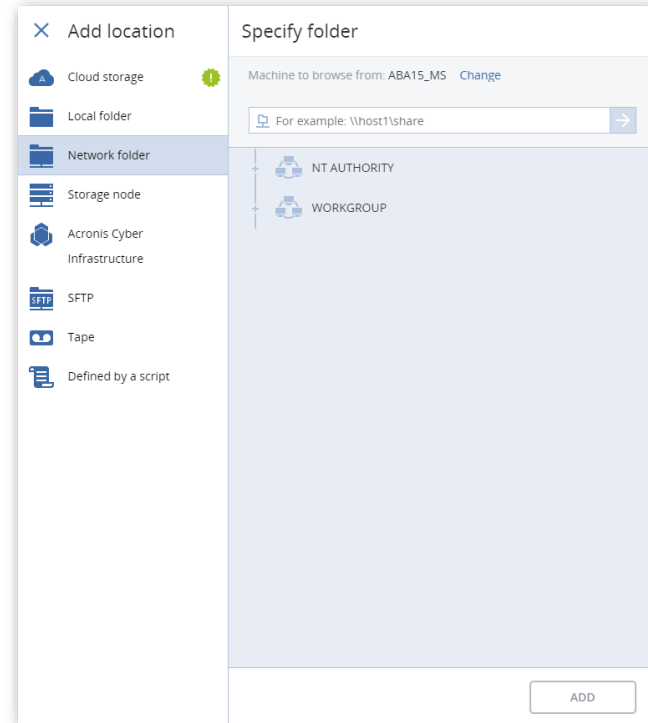 Add location
Cloud storage
Local folder
Network folder
Storage node
Acronis Cyber
Infrastructure
SFTP
SFTP
Tape
Defined by a script
Specify folder
Machine to browse from: ABA15_MS Change
For example: \\host1\share
NT AUTHORITY
WORKGROUP
ADD